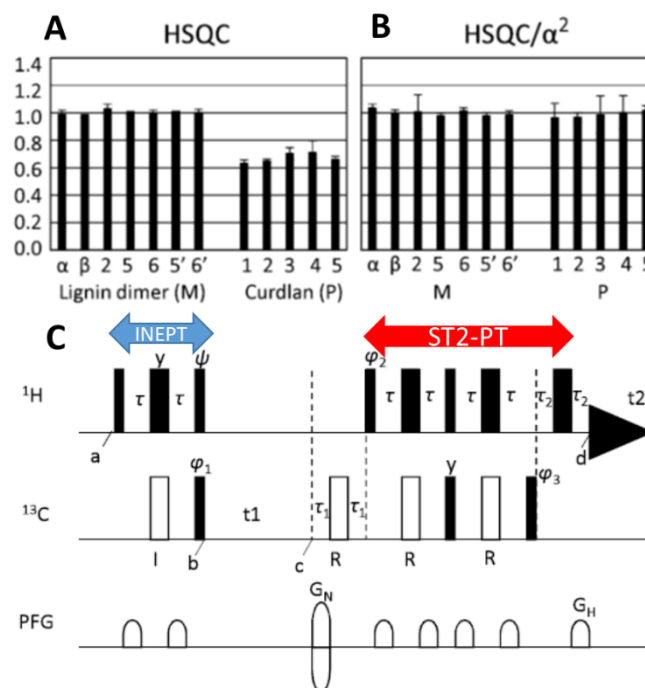 A HSQC
B HSQC/α²
1.4
1.2
1.0
0.8
0.6
0.4
0.2
0.0
α β 2 5 6 5' 6' 1 2 3 4 5
Lignin dimer (M) Curdlan (P)
α β 2 5 6 5' 6' 1 2 3 4 5
M P
C
INEPT
ST2-PT
y ψ φ2
¹H τ τ τ τ τ τ τ2 τ2 t2
a d
φ1 y φ3
¹³C t1 τ1 τ1
I b c R R R
GN GH
PFG